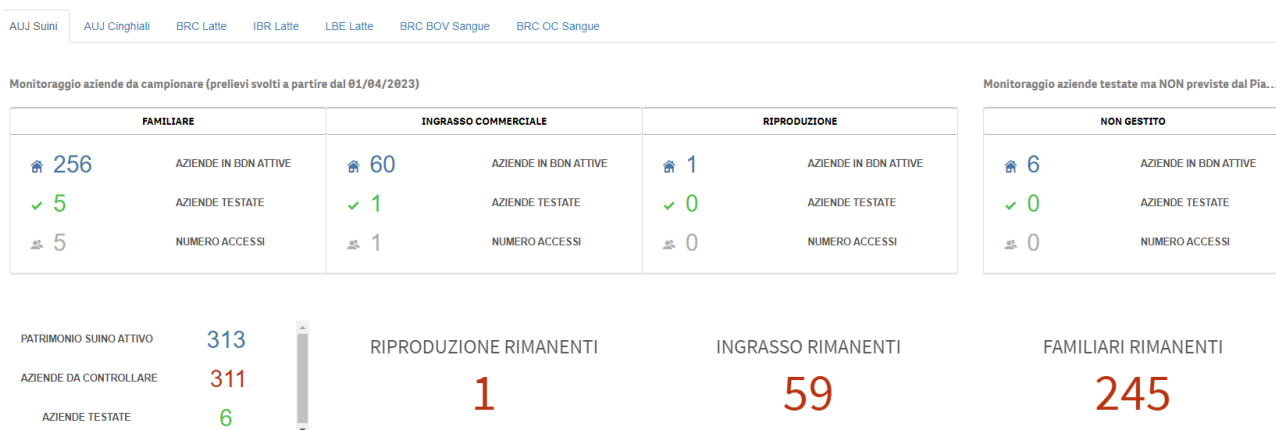 AUJ Suini AUJ Cinghiali BRC Latte IBR Latte LBE Latte BRC BOV Sangue BRC OC Sangue
Monitoraggio aziende da campionare (prelievi svolti a partire dal 01/04/2023) Monitoraggio aziende testate ma NON previste dal Pia...
FAMILIARE INGRASSO COMMERCIALE RIPRODUZIONE NON GESTITO
256 AZIENDE IN BDN ATTIVE 60 AZIENDE IN BDN ATTIVE 1 AZIENDE IN BDN ATTIVE 6 AZIENDE IN BDN ATTIVE
5 AZIENDE TESTATE 1 AZIENDE TESTATE 0 AZIENDE TESTATE 0 AZIENDE TESTATE
5 NUMERO ACCESSI 1 NUMERO ACCESSI 0 NUMERO ACCESSI 0 NUMERO ACCESSI
PATRIMONIO SUINO ATTIVO 313
AZIENDE DA CONTROLLARE 311
AZIENDE TESTATE 6
RIPRODUZIONE RIMANENTI
1
INGRASSO RIMANENTI
59
FAMILIARI RIMANENTI
245